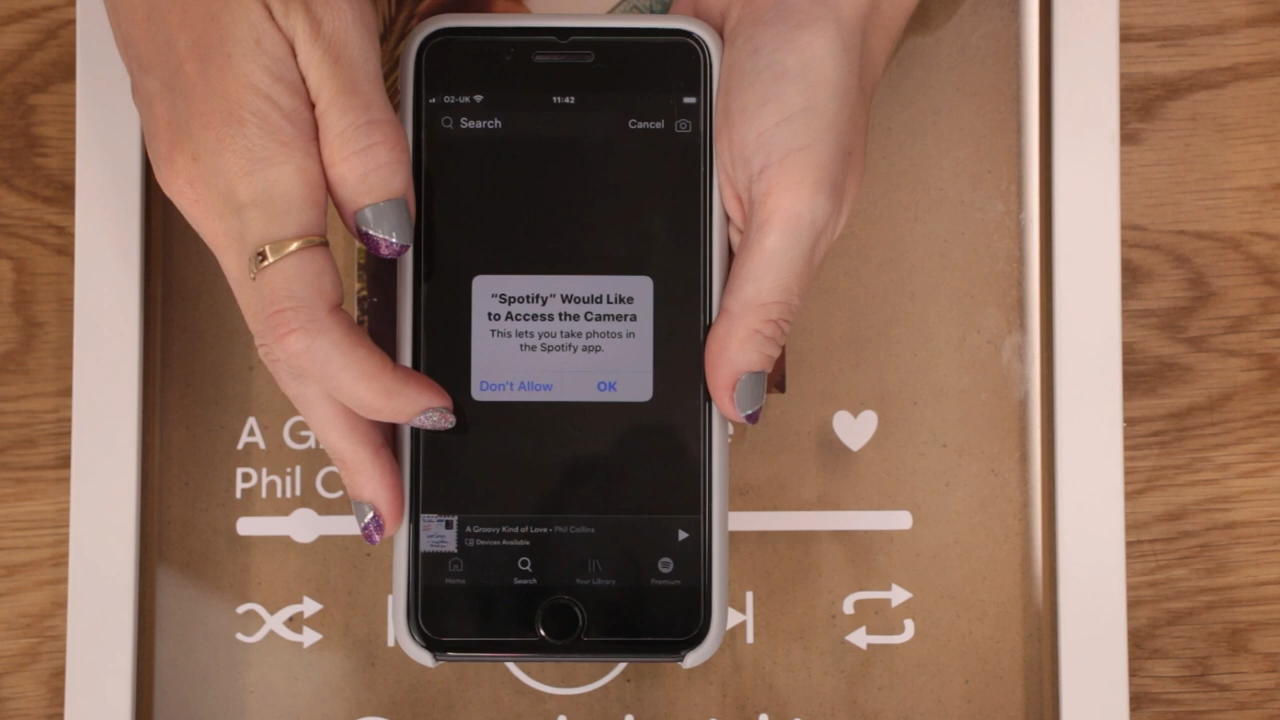 O2-UK 11:42
Search Cancel
"Spotify" Would Like
to Access the Camera
This lets you take photos in
the Spotify app.
Don't Allow OK
A
Phil
A Groovy Kind of Love • Phil Collins
Devices Available
Home Search Your Library Premium